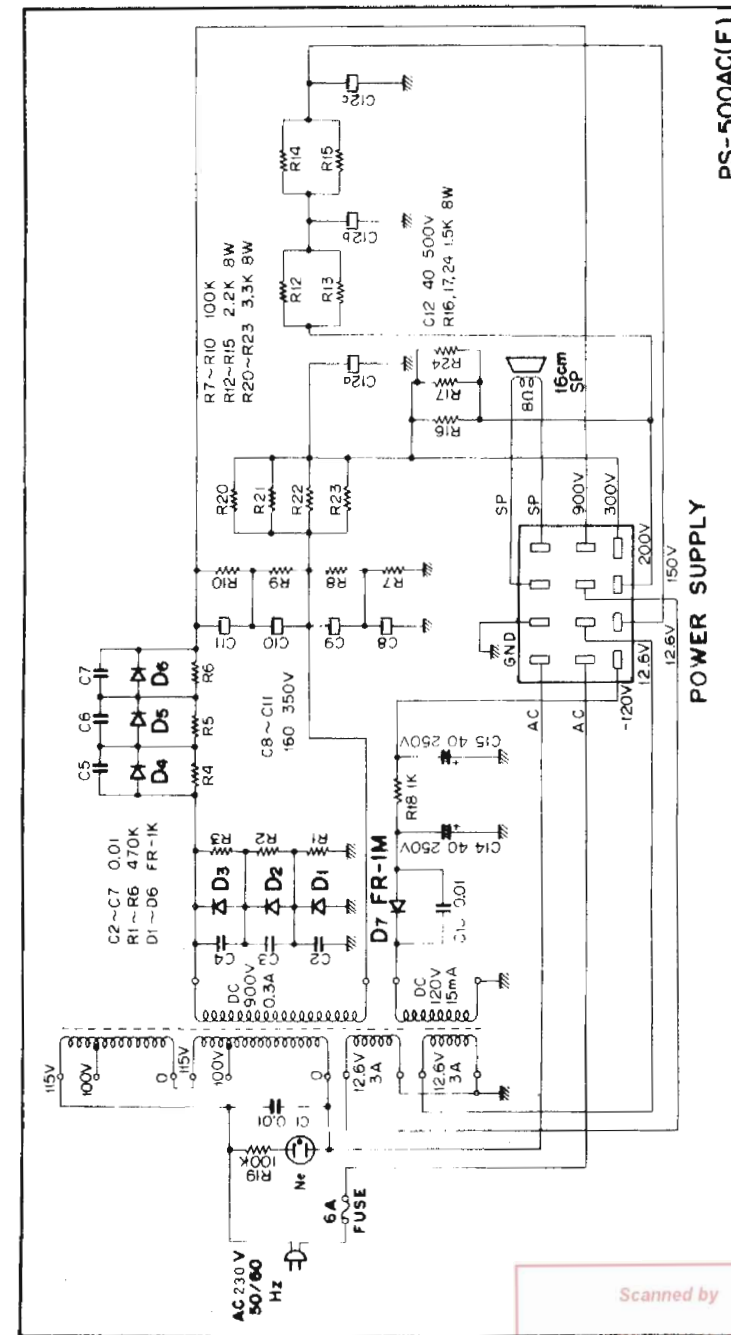 PS-500AC(E)
POWER SUPPLY
AC 230V
50/60
Hz
6A
FUSE
Ne
R19
100K
C1
0.01
115V
100V
0
115V
100V
0
12.6V
3A
12.6V
3A
DC
900V
0.3A
DC
120V
15mA
C2~C7 0.01
R1~R6 470K
D1~D6 FR-1K
C4
C3
C2
D3
D2
D1
R3
R2
R1
D7 FR-1M
0.01
C14 40 250V
R18 1K
C15 40 250V
C5
C6
C7
D4
D5
D6
R4
R5
R6
C8~C11
160 350V
C11
C10
C9
C8
R10
R9
R8
R7
R20
R21
R22
R23
R7~R10 100K
R12~R15 2.2K 8W
R20~R23 3.3K 8W
C12a
R12
R13
C12b
R14
R15
C12c
C12 40 500V
R16,17,24 1.5K 8W
R16
R17
R24
8Ω
16cm
SP
SP
SP
GND
AC
AC
900V
300V
200V
150V
12.6V
12.6V
-120V
Scanned by